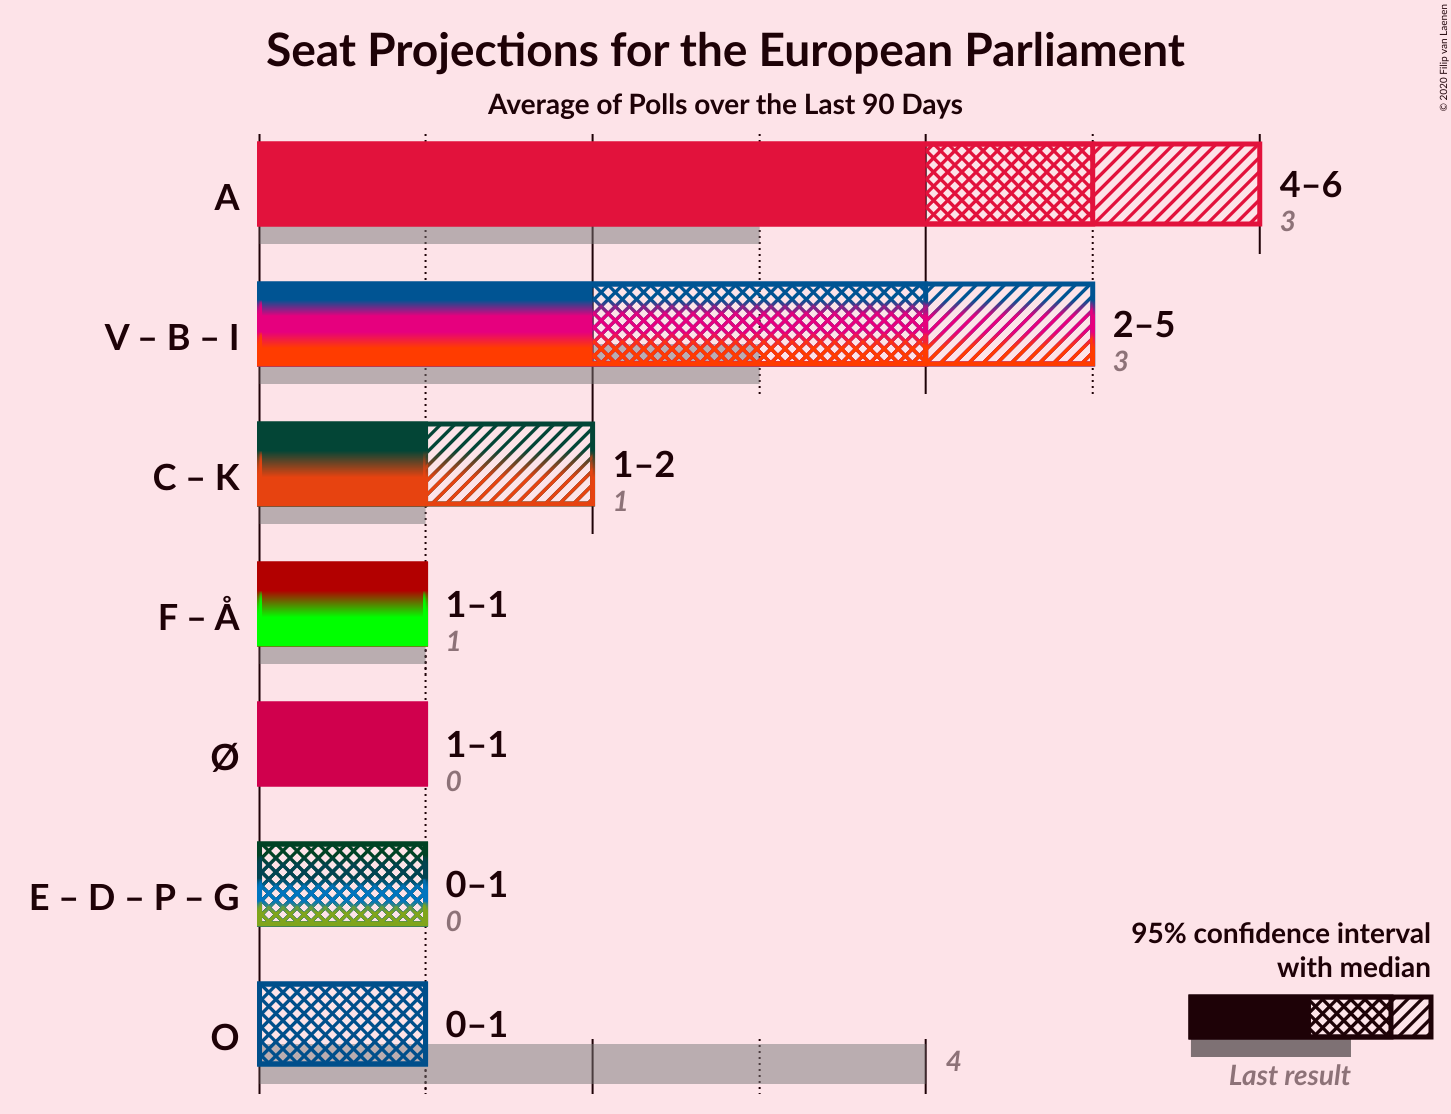 Seat Projections for the European Parliament
Average of Polls over the Last 90 Days
© 2020 Filip van Laenen
A
4–6
3
V – B – I
2–5
3
C – K
1–2
1
F – Å
1–1
1
Ø
1–1
0
E – D – P – G
0–1
0
O
0–1
4
95% confidence interval
with median
Last result